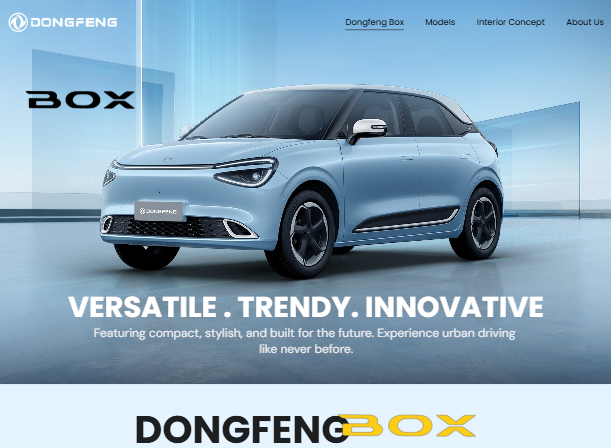 DONGFENG
Dongfeng Box Models Interior Concept About Us
BOX
DONGFENG
VERSATILE . TRENDY. INNOVATIVE
Featuring compact, stylish, and built for the future. Experience urban driving
like never before.
DONGFENG BOX